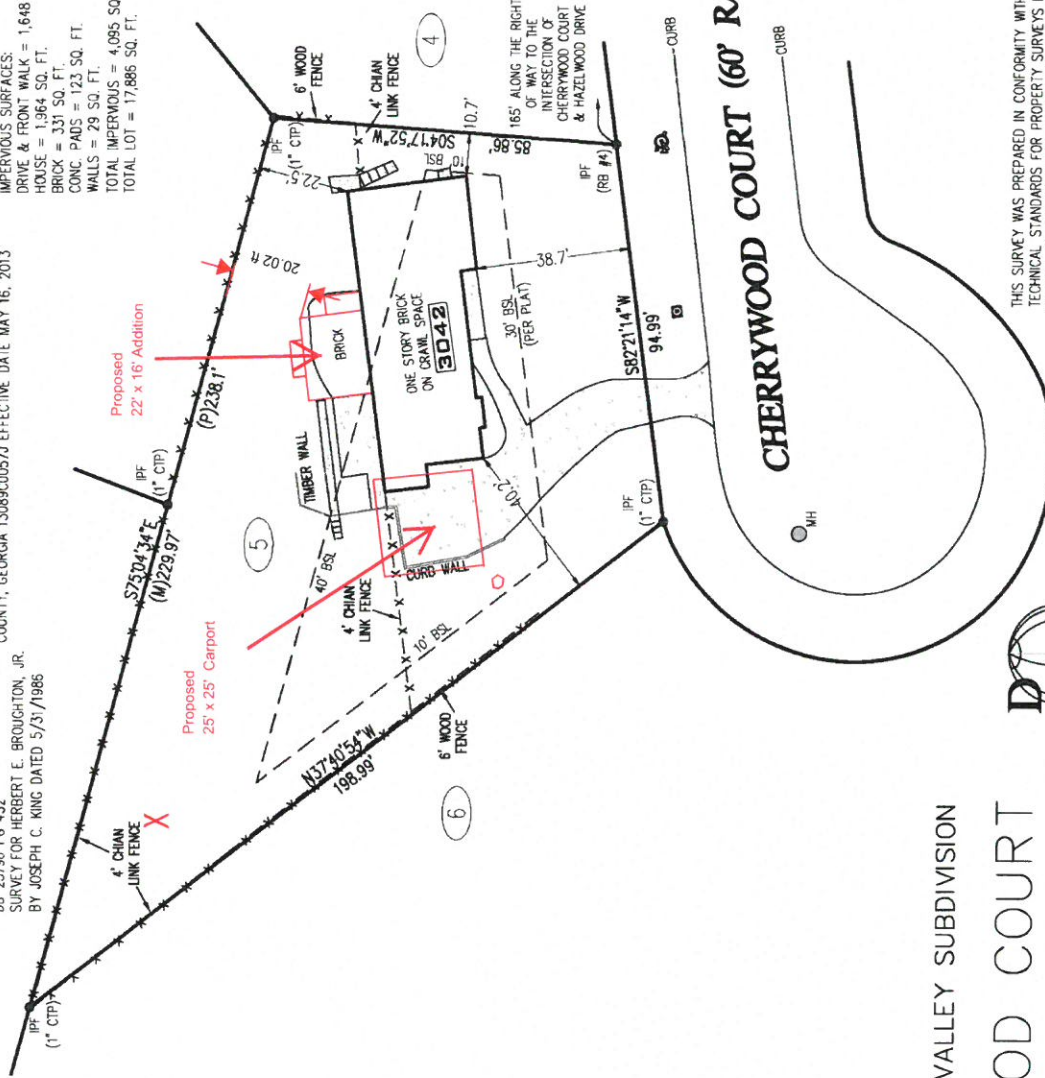 IMPERVIOUS SURFACES:
DRIVE & FRONT WALK = 1,648
HOUSE = 1,964 SQ. FT.
BRICK = 331 SQ. FT.
CONC. PADS = 123 SQ. FT.
WALLS = 29 SQ. FT.
TOTAL IMPERVIOUS = 4,095 SQ
TOTAL LOT = 17,886 SQ. FT.
COUNTY, GEORGIA 13089C0057J EFFECTIVE DATE MAY 16, 2013
SURVEY FOR HERBERT E. BROUGHTON, JR.
BY JOSEPH C. KING DATED 5/31/1986
Proposed
22' x 16' Addition
Proposed
25' x 25' Carport
IPF
(1" CTP)
4' CHIAN
LINK FENCE
X
S75°04'34"E
(M)229.97'
IPF
(1" CTP)
(P)238.1'
20.02 ft
22.5'
IPF
(1" CTP)
6' WOOD
FENCE
4' CHIAN
LINK FENCE
4
S04°17'52"W
85.86'
10.7'
10' BSL
165' ALONG THE RIGHT
OF WAY TO THE
INTERSECTION OF
CHERRYWOOD COURT
& HAZELWOOD DRIVE
IPF
(RB #4)
5
TIMBER WALL
BRICK
ONE STORY BRICK
ON CRAWL SPACE
3042
40' BSL
4' CHIAN
LINK FENCE
CURB WALL
10' BSL
40.2'
38.7'
30' BSL
(PER PLAT)
S82°21'14"W
94.99'
N37°40'54"W
198.99'
6' WOOD
FENCE
6
IPF
(1" CTP)
CURB
CURB
CHERRYWOOD COURT (60' R
MH
THIS SURVEY WAS PREPARED IN CONFORMITY WITH
TECHNICAL STANDARDS FOR PROPERTY SURVEYS
VALLEY SUBDIVISION
OD COURT
D